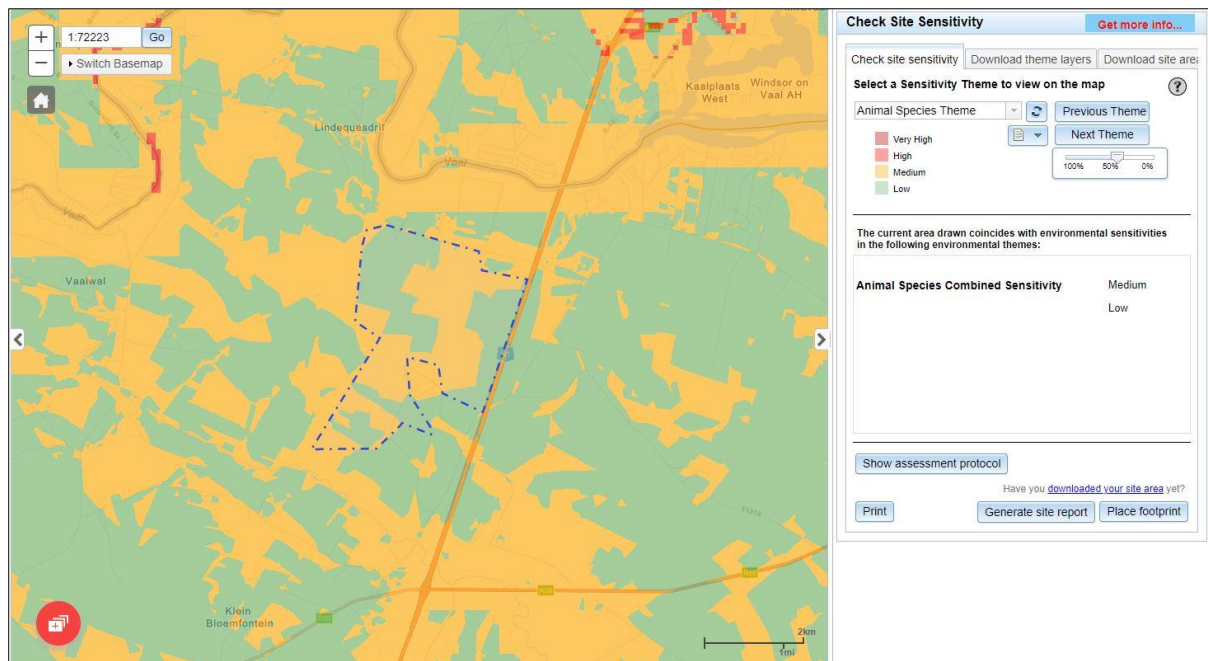 +
1:72223
Go
−
Switch Basemap
Lindequesdrif
Vaal
Vaal
Kaalplaats
West
Windsor on
Vaal AH
Vaalwal
Klein
Bloemfontein
2km
1mi
Check Site Sensitivity
Get more info...
Check site sensitivity
Download theme layers
Download site area
Select a Sensitivity Theme to view on the map
?
Animal Species Theme
Previous Theme
Next Theme
Very High
High
Medium
Low
100% 50% 0%
The current area drawn coincides with environmental sensitivities
in the following environmental themes:
Animal Species Combined Sensitivity
Medium
Low
Show assessment protocol
Have you downloaded your site area yet?
Print
Generate site report
Place footprint